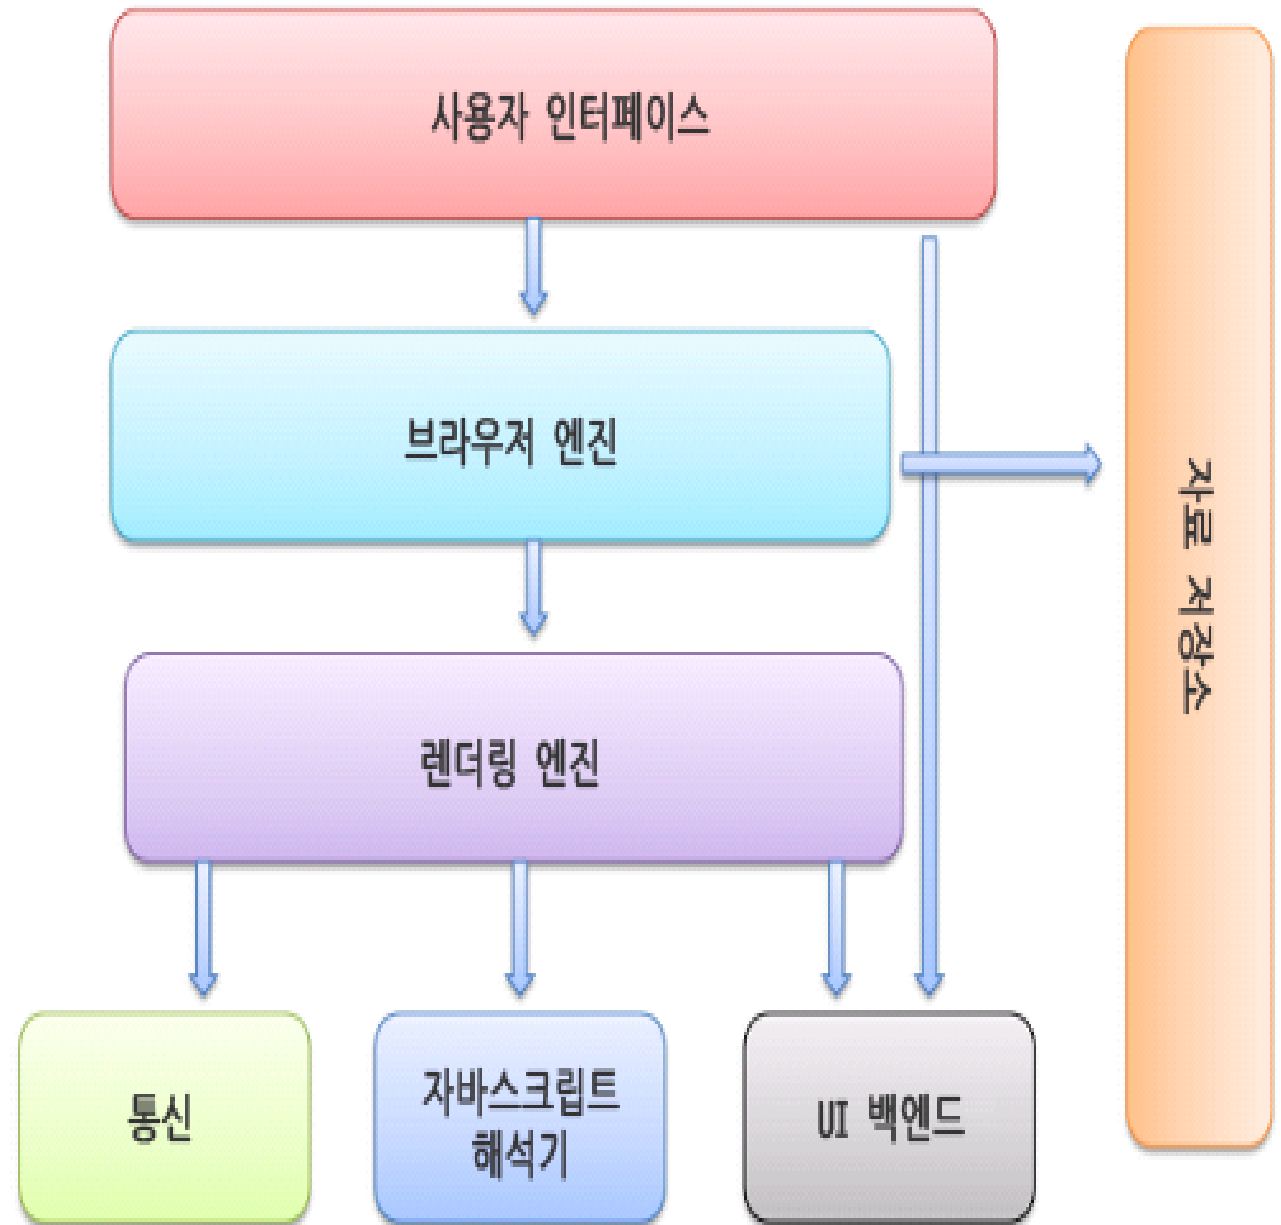 사용자 인터페이스
브라우저 엔진
자료 저장소
렌더링 엔진
통신
자바스크립트
해석기
UI 백엔드